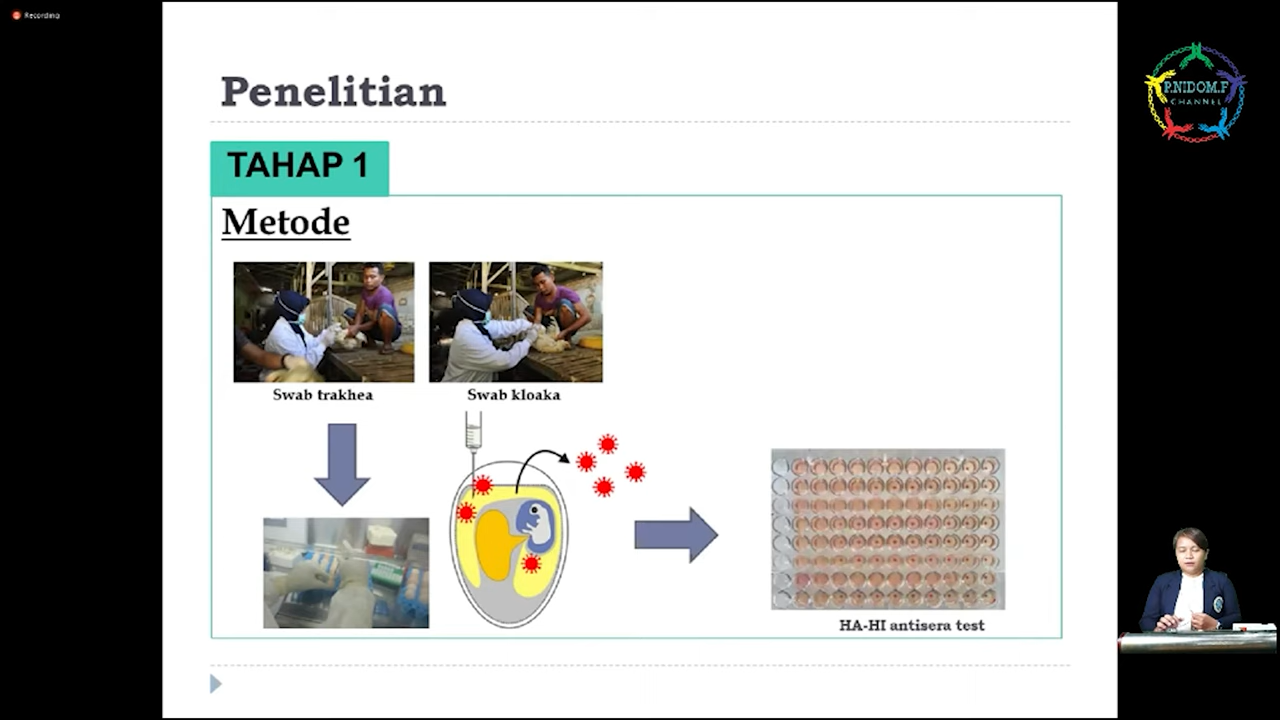 Recording
Penelitian
P.NIDOM.F
CHANNEL
TAHAP 1
Metode
Swab trakhea
Swab kloaka
HA-HI antisera test